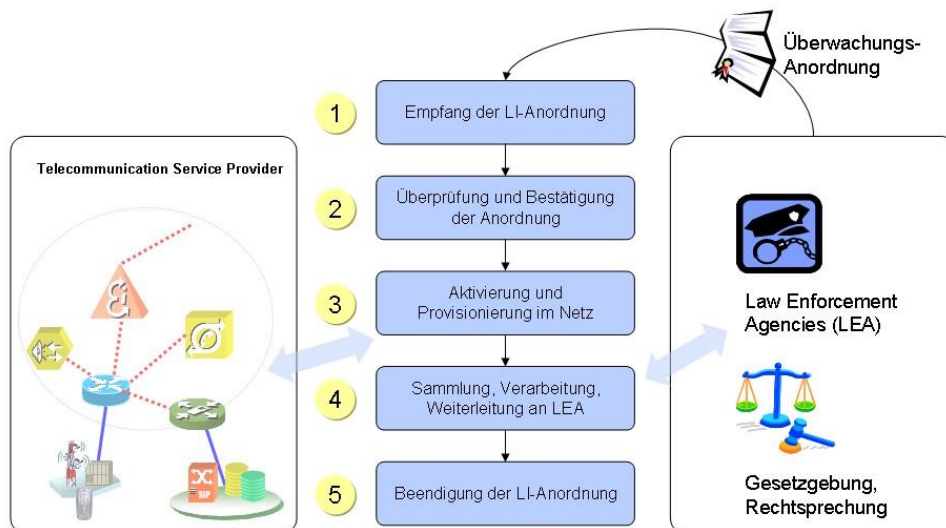 Überwachungs-
Anordnung
1
Empfang der LI-Anordnung
Telecommunication Service Provider
2
Überprüfung und Bestätigung
der Anordnung
3
Aktivierung und
Provisionierung im Netz
4
Sammlung, Verarbeitung,
Weiterleitung an LEA
5
Beendigung der LI-Anordnung
SIP
Law Enforcement
Agencies (LEA)
Gesetzgebung,
Rechtsprechung